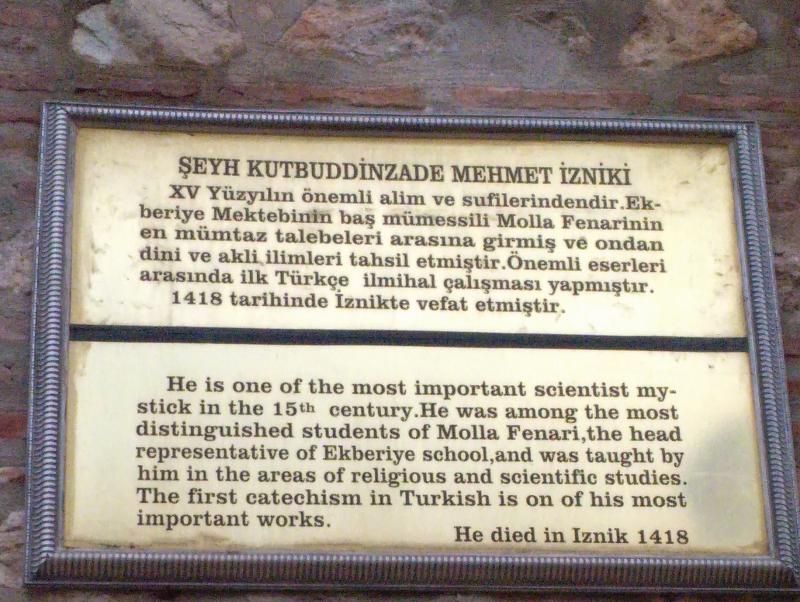 ŞEYH KUTBUDDİNZADE MEHMET İZNİKİ
XV Yüzyılın önemli alim ve sufilerindendir.Ek-
beriye Mektebinin baş mümessili Molla Fenarinin
en mümtaz talebeleri arasına girmiş ve ondan
dini ve akli ilimleri tahsil etmiştir.Önemli eserleri
arasında ilk Türkçe ilmihal çalışması yapmıştır.
1418 tarihinde İznikte vefat etmiştir.
He is one of the most important scientist my-
stick in the 15th century.He was among the most
distinguished students of Molla Fenari,the head
representative of Ekberiye school,and was taught by
him in the areas of religious and scientific studies.
The first catechism in Turkish is on of his most
important works.
He died in Iznik 1418